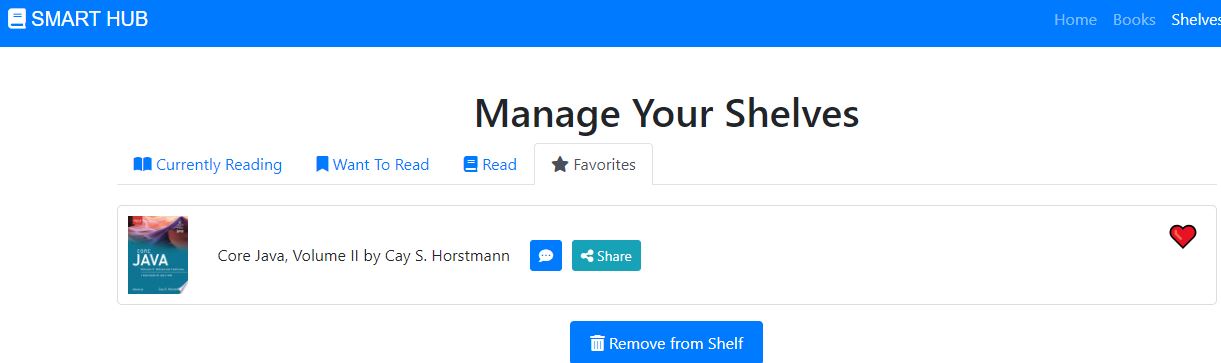 SMART HUB
Home Books Shelves
Manage Your Shelves
Currently Reading Want To Read Read Favorites
CORE
JAVA
Core Java, Volume II by Cay S. Horstmann Share
Remove from Shelf